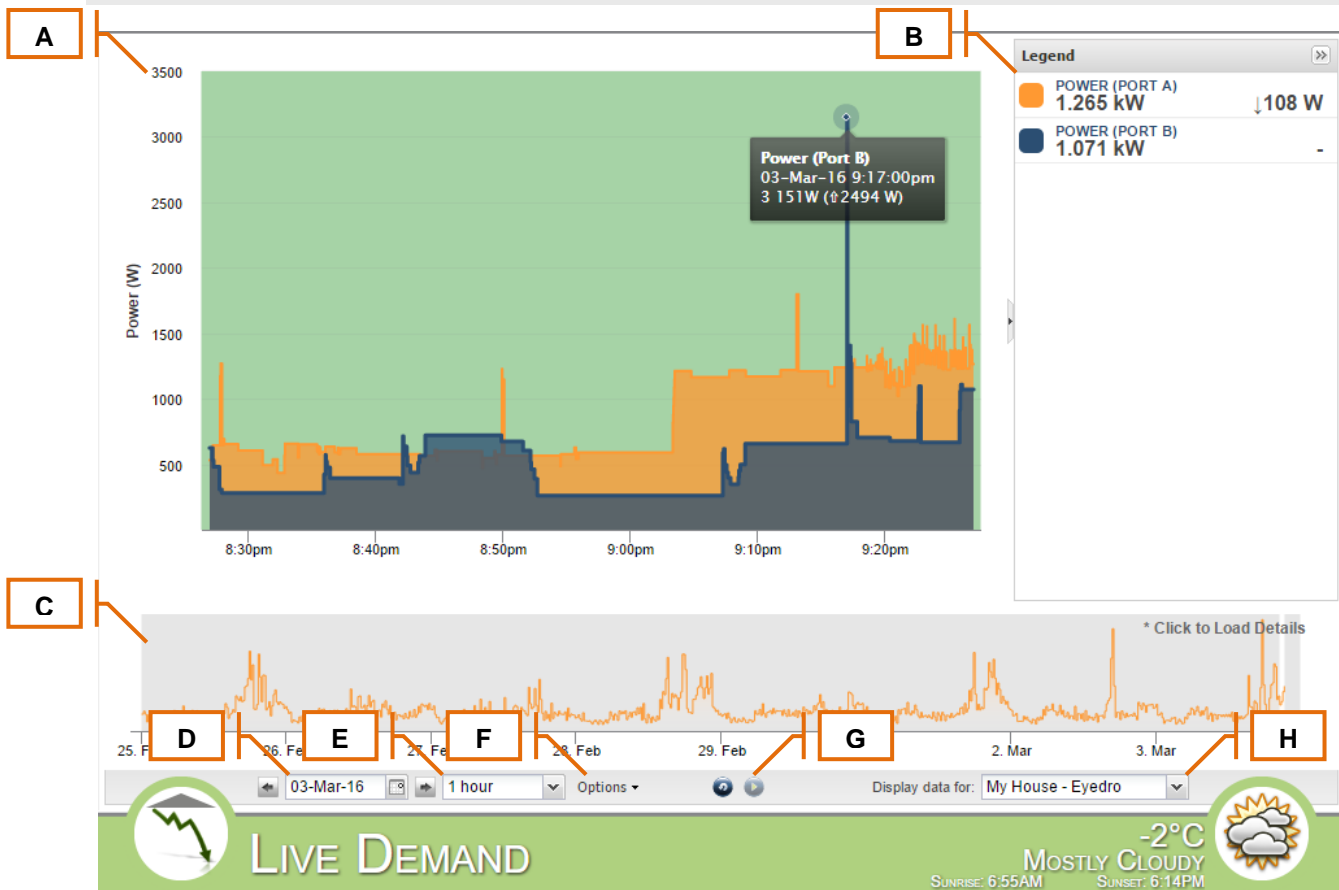 A
B
3500
3000
2500
2000
1500
1000
500
Power (W)
Power (Port B)
03-Mar-16 9:17:00pm
3 151W (⇧2494 W)
8:30pm 8:40pm 8:50pm 9:00pm 9:10pm 9:20pm
Legend
POWER (PORT A)
1.265 kW ↓108 W
POWER (PORT B)
1.071 kW -
C
* Click to Load Details
D
E
F
G
H
25. F 26. Fe 27. Fe 28. Feb 29. Feb 2. Mar 3. Mar
03-Mar-16 1 hour Options Display data for: My House - Eyedro
LIVE DEMAND
-2°C
MOSTLY CLOUDY
SUNRISE: 6:55AM SUNSET: 6:14PM